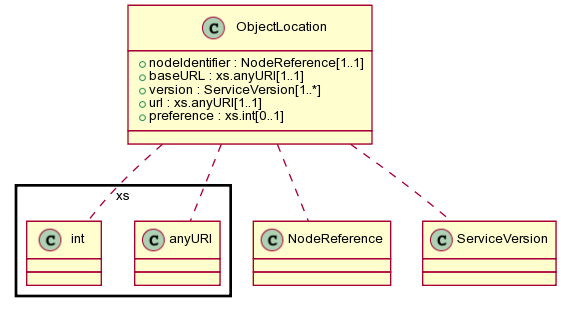 C ObjectLocation
nodeIdentifier : NodeReference[1..1]
baseURL : xs.anyURI[1..1]
version : ServiceVersion[1..*]
url : xs.anyURI[1..1]
preference : xs.int[0..1]
xs
C int
C anyURI
C NodeReference
C ServiceVersion